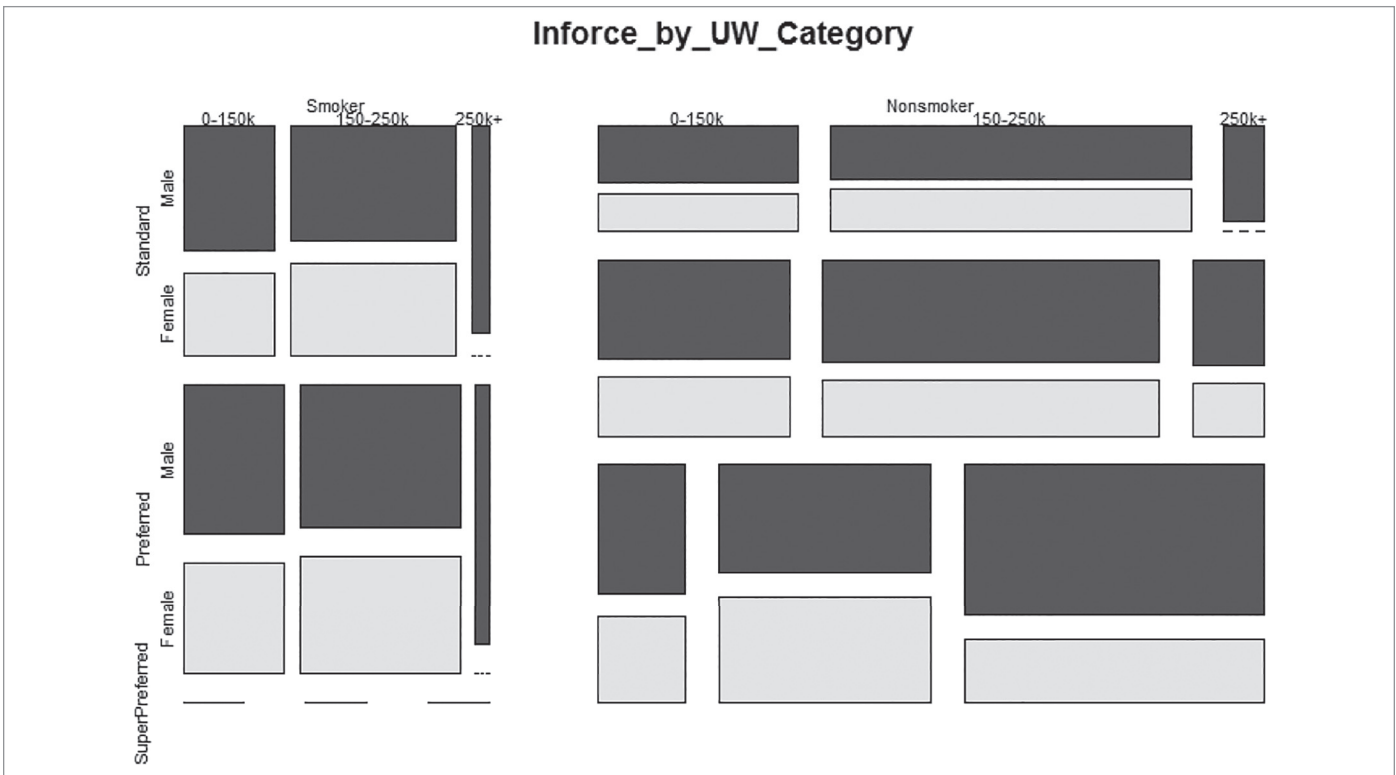 Inforce_by_UW_Category
Smoker
Nonsmoker
0-150k
150-250k
250k+
0-150k
150-250k
250k+
Standard
Male
Female
Preferred
Male
Female
SuperPreferred